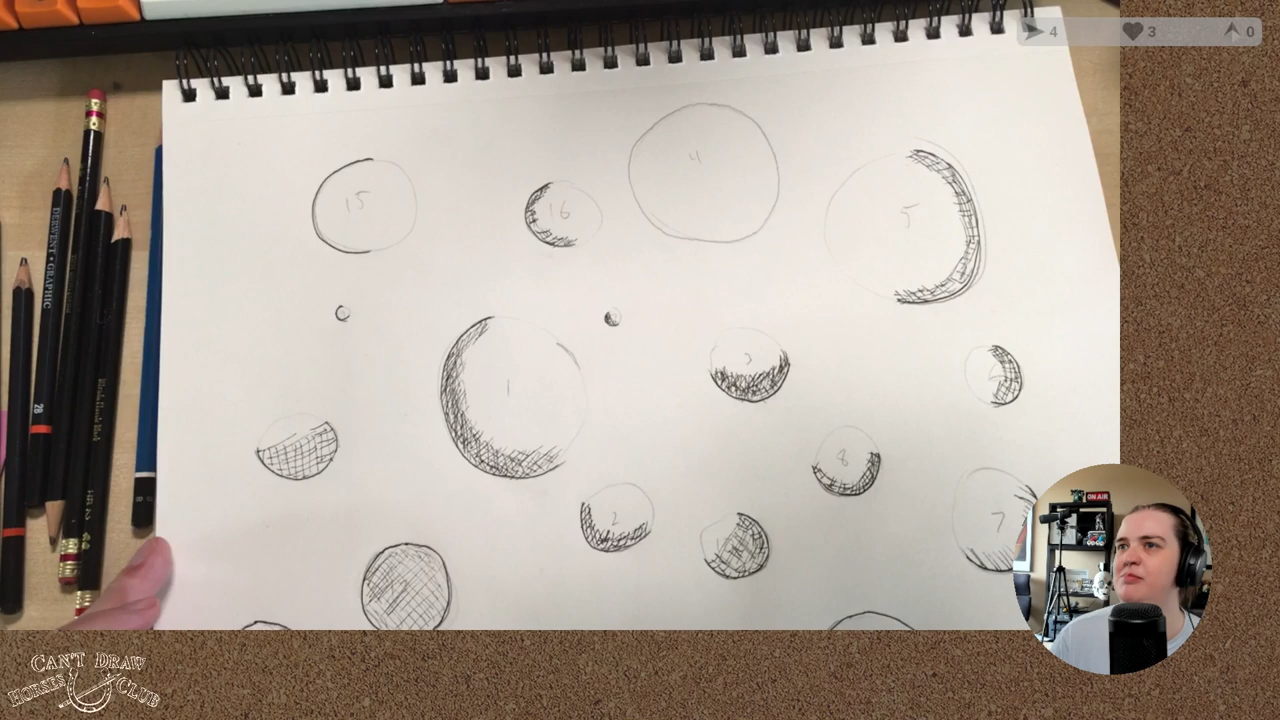 4 3 0
4
15
16
5
1
3
8
2
7
DERWENT • GRAPHIC
2B
ON AIR
CAN'T DRAW
HORSES CLUB